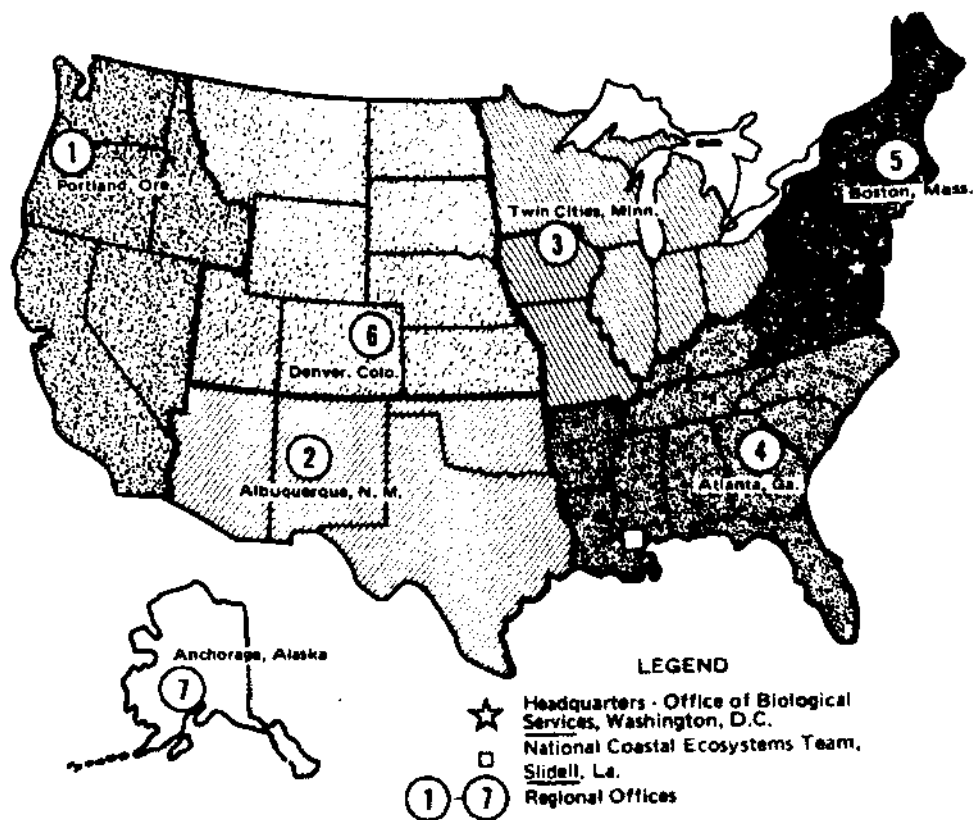 1
Portland, Ore.
5
Boston, Mass.
Twin Cities, Minn.
3
6
Denver, Colo.
2
Albuquerque, N. M.
4
Atlanta, Ga.
Anchorage, Alaska
7
LEGEND
Headquarters - Office of Biological
Services, Washington, D.C.
National Coastal Ecosystems Team,
Slidell, La.
1 - 7 Regional Offices